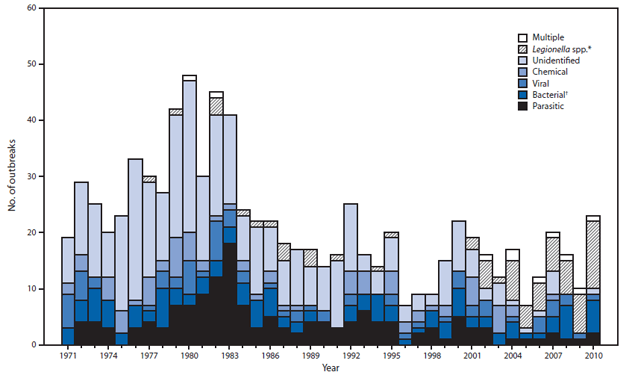 60
50
40
30
20
10
0
No. of outbreaks
Multiple
Legionella spp.*
Unidentified
Chemical
Viral
Bacterial†
Parasitic
1971 1974 1977 1980 1983 1986 1989 1992 1995 1998 2001 2004 2007 2010
Year